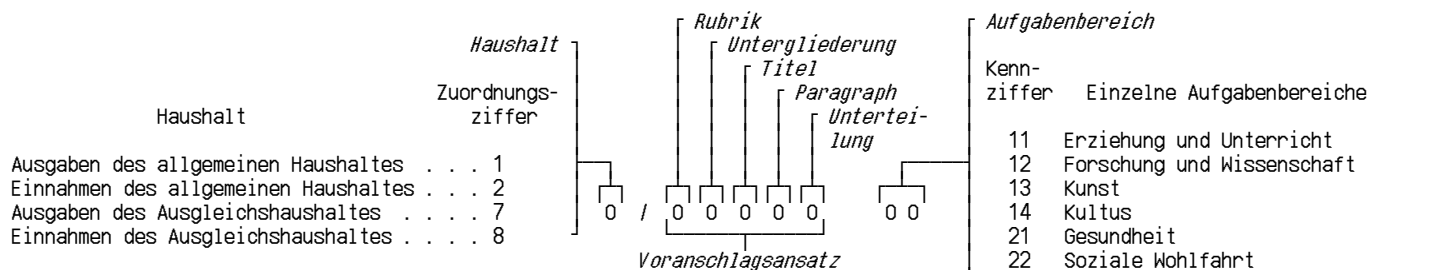 Rubrik
Aufgabenbereich
Haushalt
Untergliederung
Titel
Kenn-
Zuordnungs-
Paragraph
ziffer Einzelne Aufgabenbereiche
Haushalt ziffer
Untertei-
lung
11 Erziehung und Unterricht
Ausgaben des allgemeinen Haushaltes . . . 1
12 Forschung und Wissenschaft
Einnahmen des allgemeinen Haushaltes . . . 2
13 Kunst
Ausgaben des Ausgleichshaushaltes . . . . 7
0 / 0 0 0 0 0 0 0
14 Kultus
Einnahmen des Ausgleichshaushaltes . . . . 8
21 Gesundheit
Voranschlagsansatz
22 Soziale Wohlfahrt